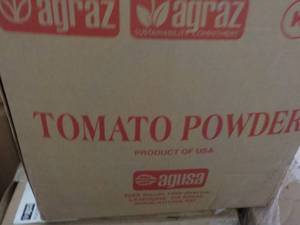 agraz agraz
SUSTAINABILITY COMMITMENT
TOMATO POWDER
PRODUCT OF USA
agusa